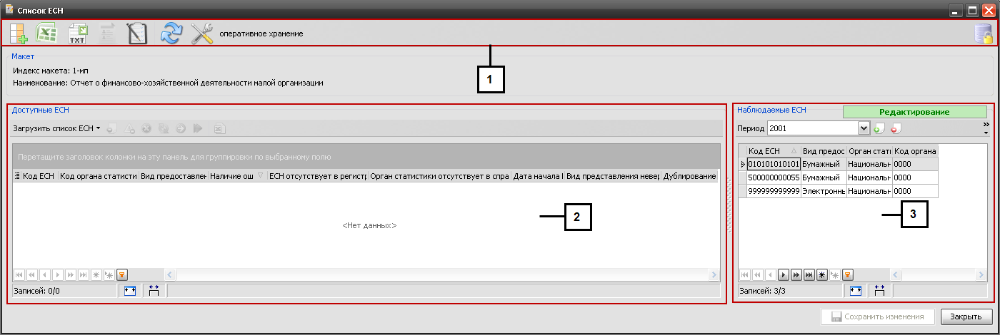 Список ЕСН
TXT
оперативное хранение
1
Макет
Индекс макета: 1-мп
Наименование: Отчет о финансово-хозяйственной деятельности малой организации
Доступные ЕСН
Загрузить список ЕСН
Перетащите заголовок колонки на эту панель для группировки по выбранному полю
Код ЕСН Код органа статисти Вид предоставлен Наличие ош ЕСН отсутствует в регистр Орган статистики отсутствует в спра Дата начала Вид представления невер Дублирование
<Нет данных>
2
Записей: 0/0
Наблюдаемые ЕСН
Редактирование
Период 2001
Код ЕСН Вид предос Орган стати Код органа
010101010101 Бумажный Национальн 0000
500000000055 Бумажный Национальн 0000
999999999999 Электроннь Национальн 0000
3
Записей: 3/3
Сохранить изменения
Закрыть